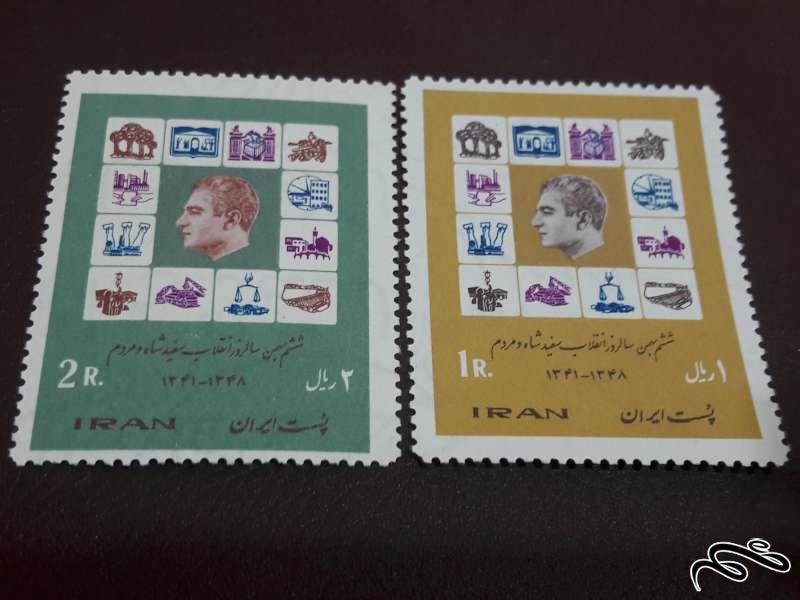 ششم بهمن سالروز انقلاب سفید شاه و مردم
۱۳۴۱-۱۳۴۸
2 R.
۲ ریال
IRAN
پست ایران
ششم بهمن سالروز انقلاب سفید شاه و مردم
۱۳۴۱-۱۳۴۸
1 R.
۱ ریال
IRAN
پست ایران